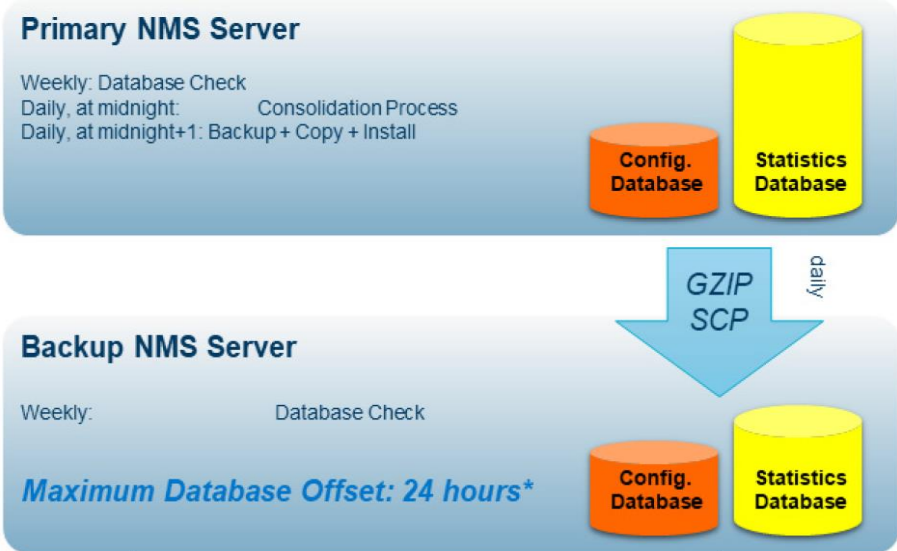 Primary NMS Server
Weekly: Database Check
Daily, at midnight: Consolidation Process
Daily, at midnight+1: Backup + Copy + Install
Config.
Database
Statistics
Database
GZIP
SCP
daily
Backup NMS Server
Weekly: Database Check
Maximum Database Offset: 24 hours*
Config.
Database
Statistics
Database